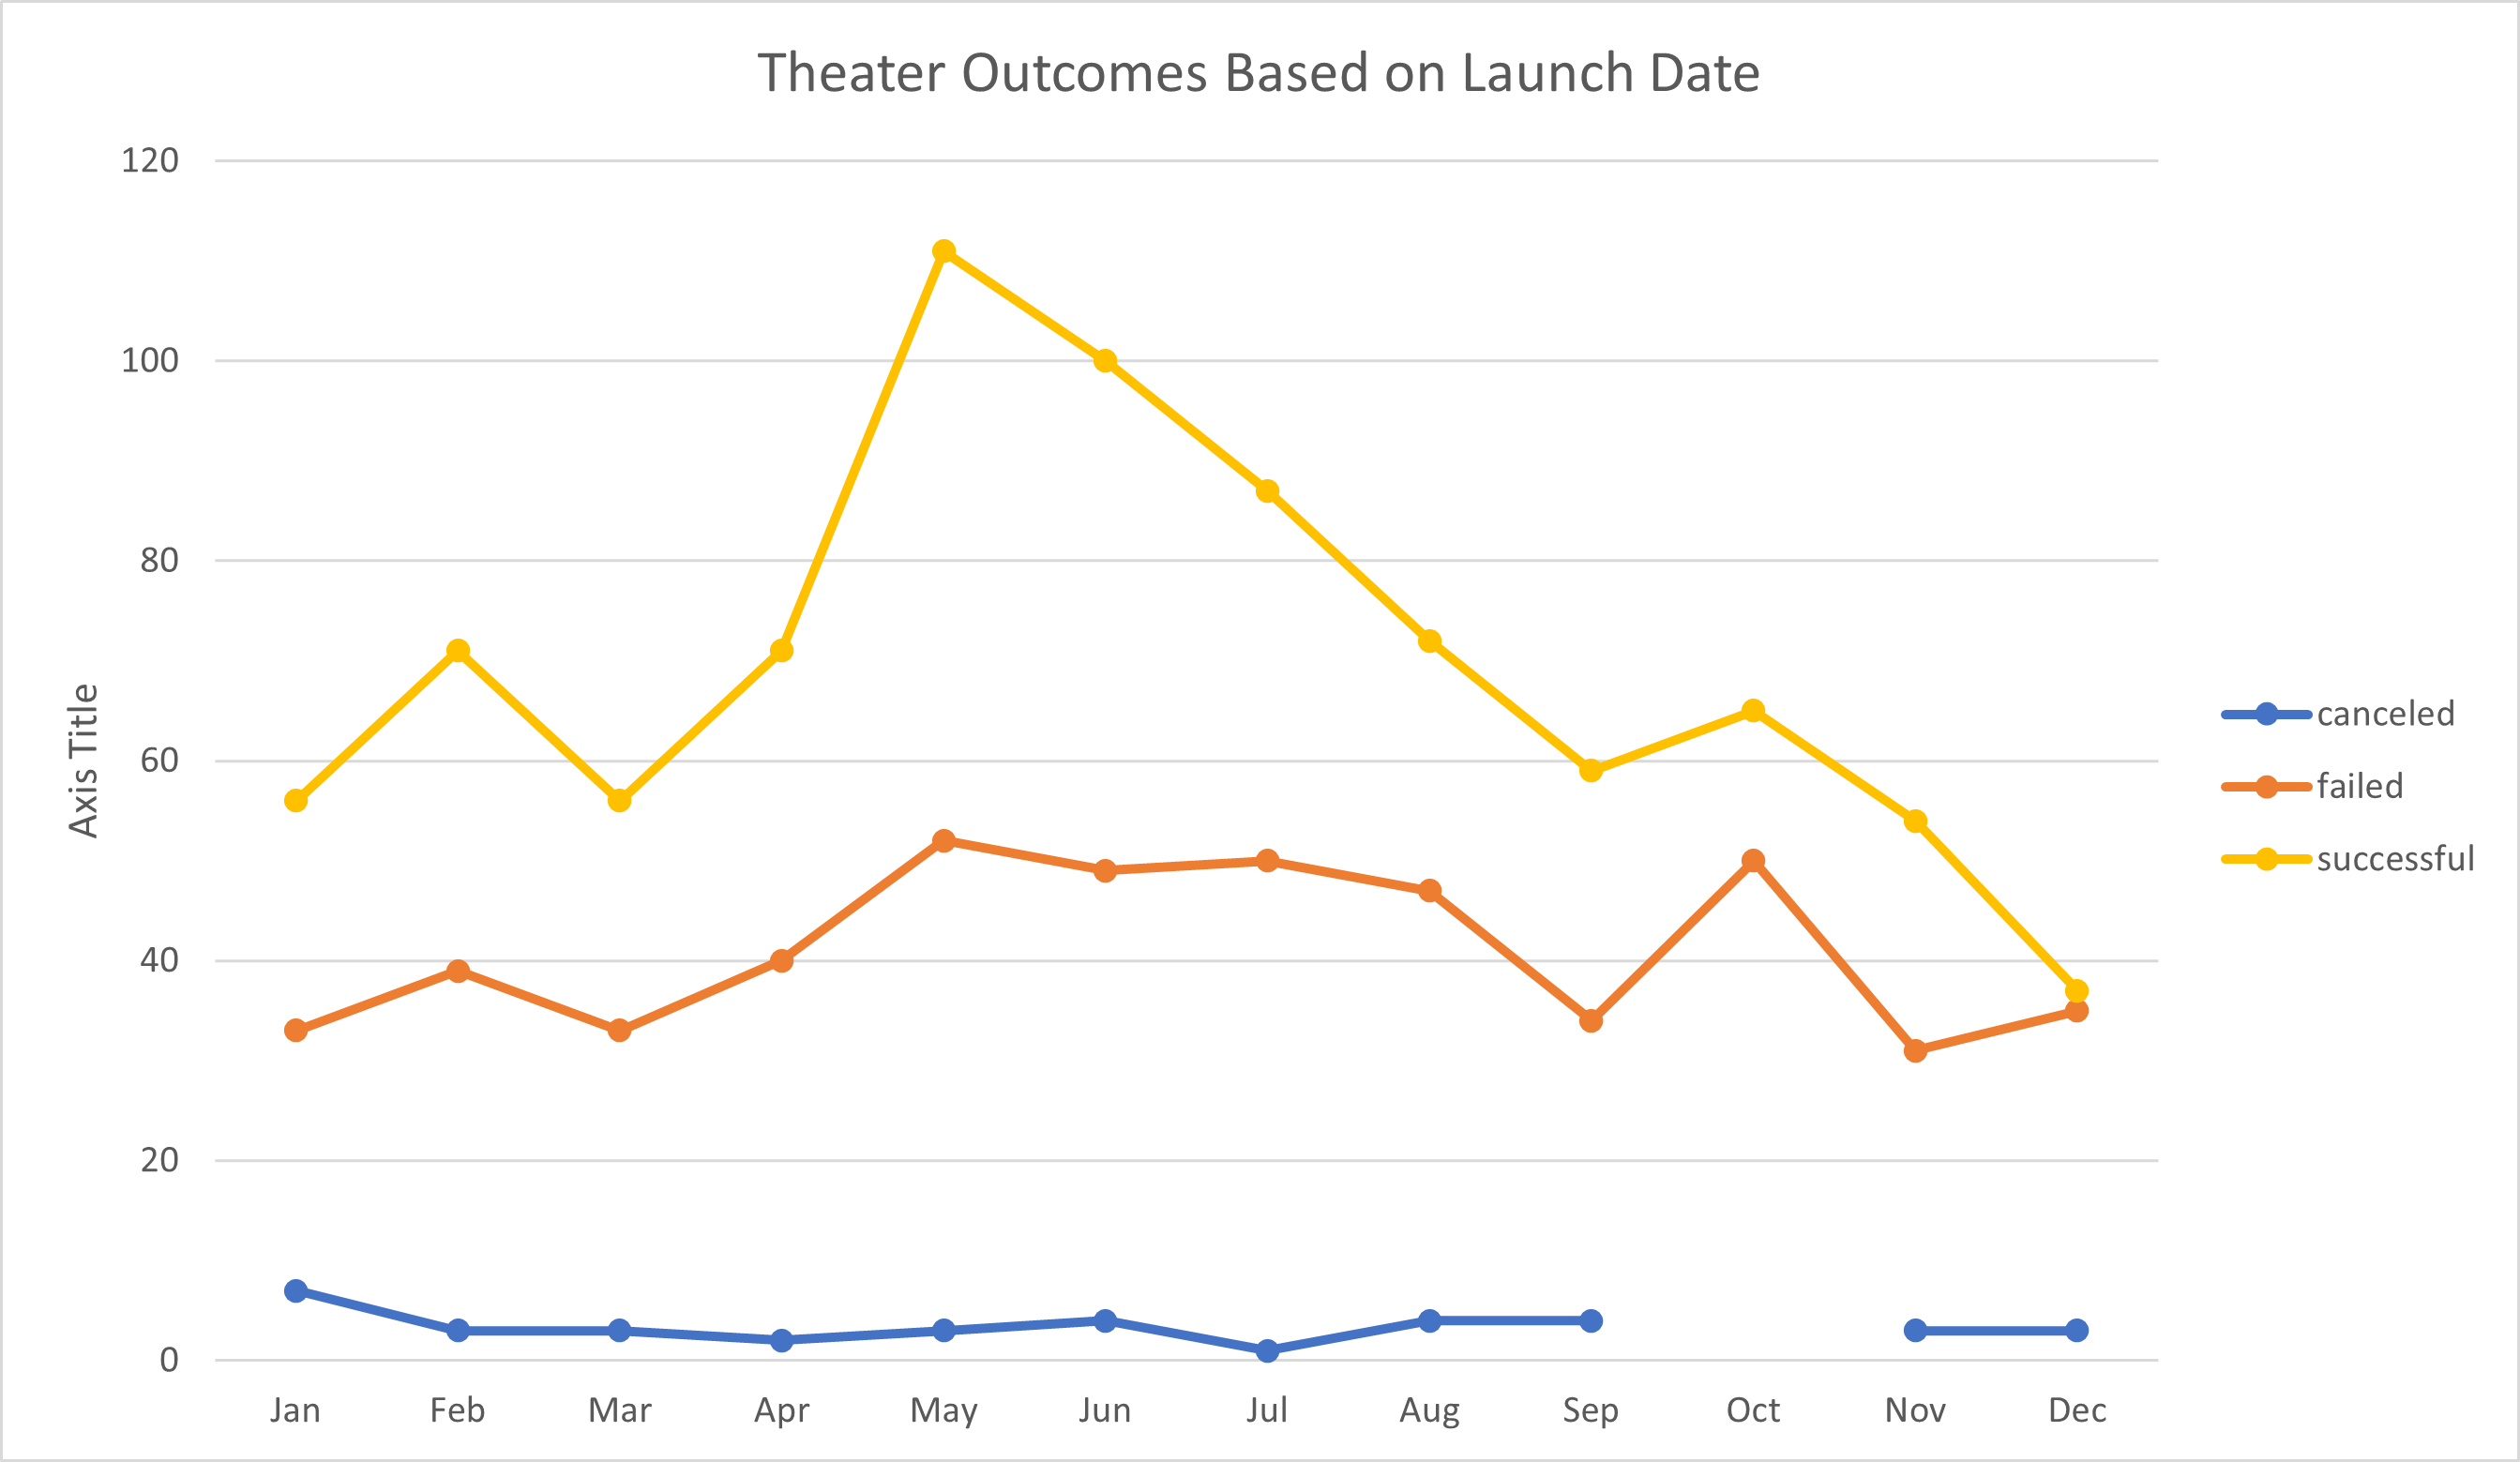 Theater Outcomes Based on Launch Date
120
100
80
60
40
20
0
Axis Title
Jan Feb Mar Apr May Jun Jul Aug Sep Oct Nov Dec
canceled
failed
successful